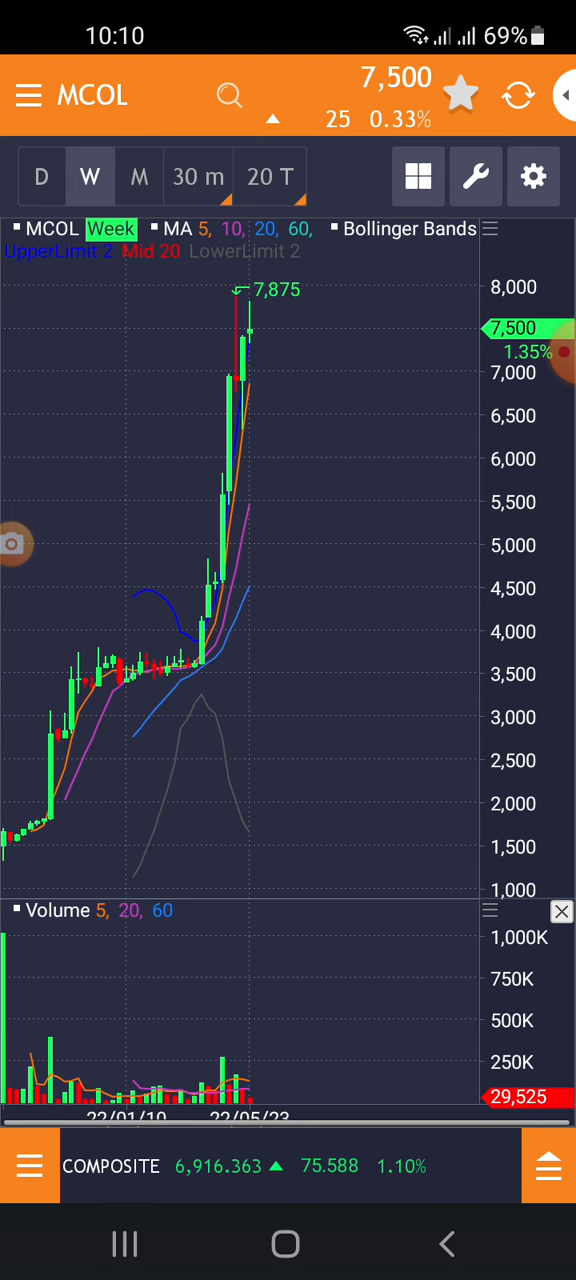 10:10 69%
MCOL 7,500
25 0.33%
D W M 30 m 20 T
MCOL Week MA 5, 10, 20, 60, Bollinger Bands
UpperLimit 2 Mid 20 LowerLimit 2
7,875
8,000
7,500
1.35%
7,000
6,500
6,000
5,500
5,000
4,500
4,000
3,500
3,000
2,500
2,000
1,500
1,000
Volume 5, 20, 60
1,000K
750K
500K
250K
29,525
22/01/10 22/05/23
COMPOSITE 6,916.363 75.588 1.10%